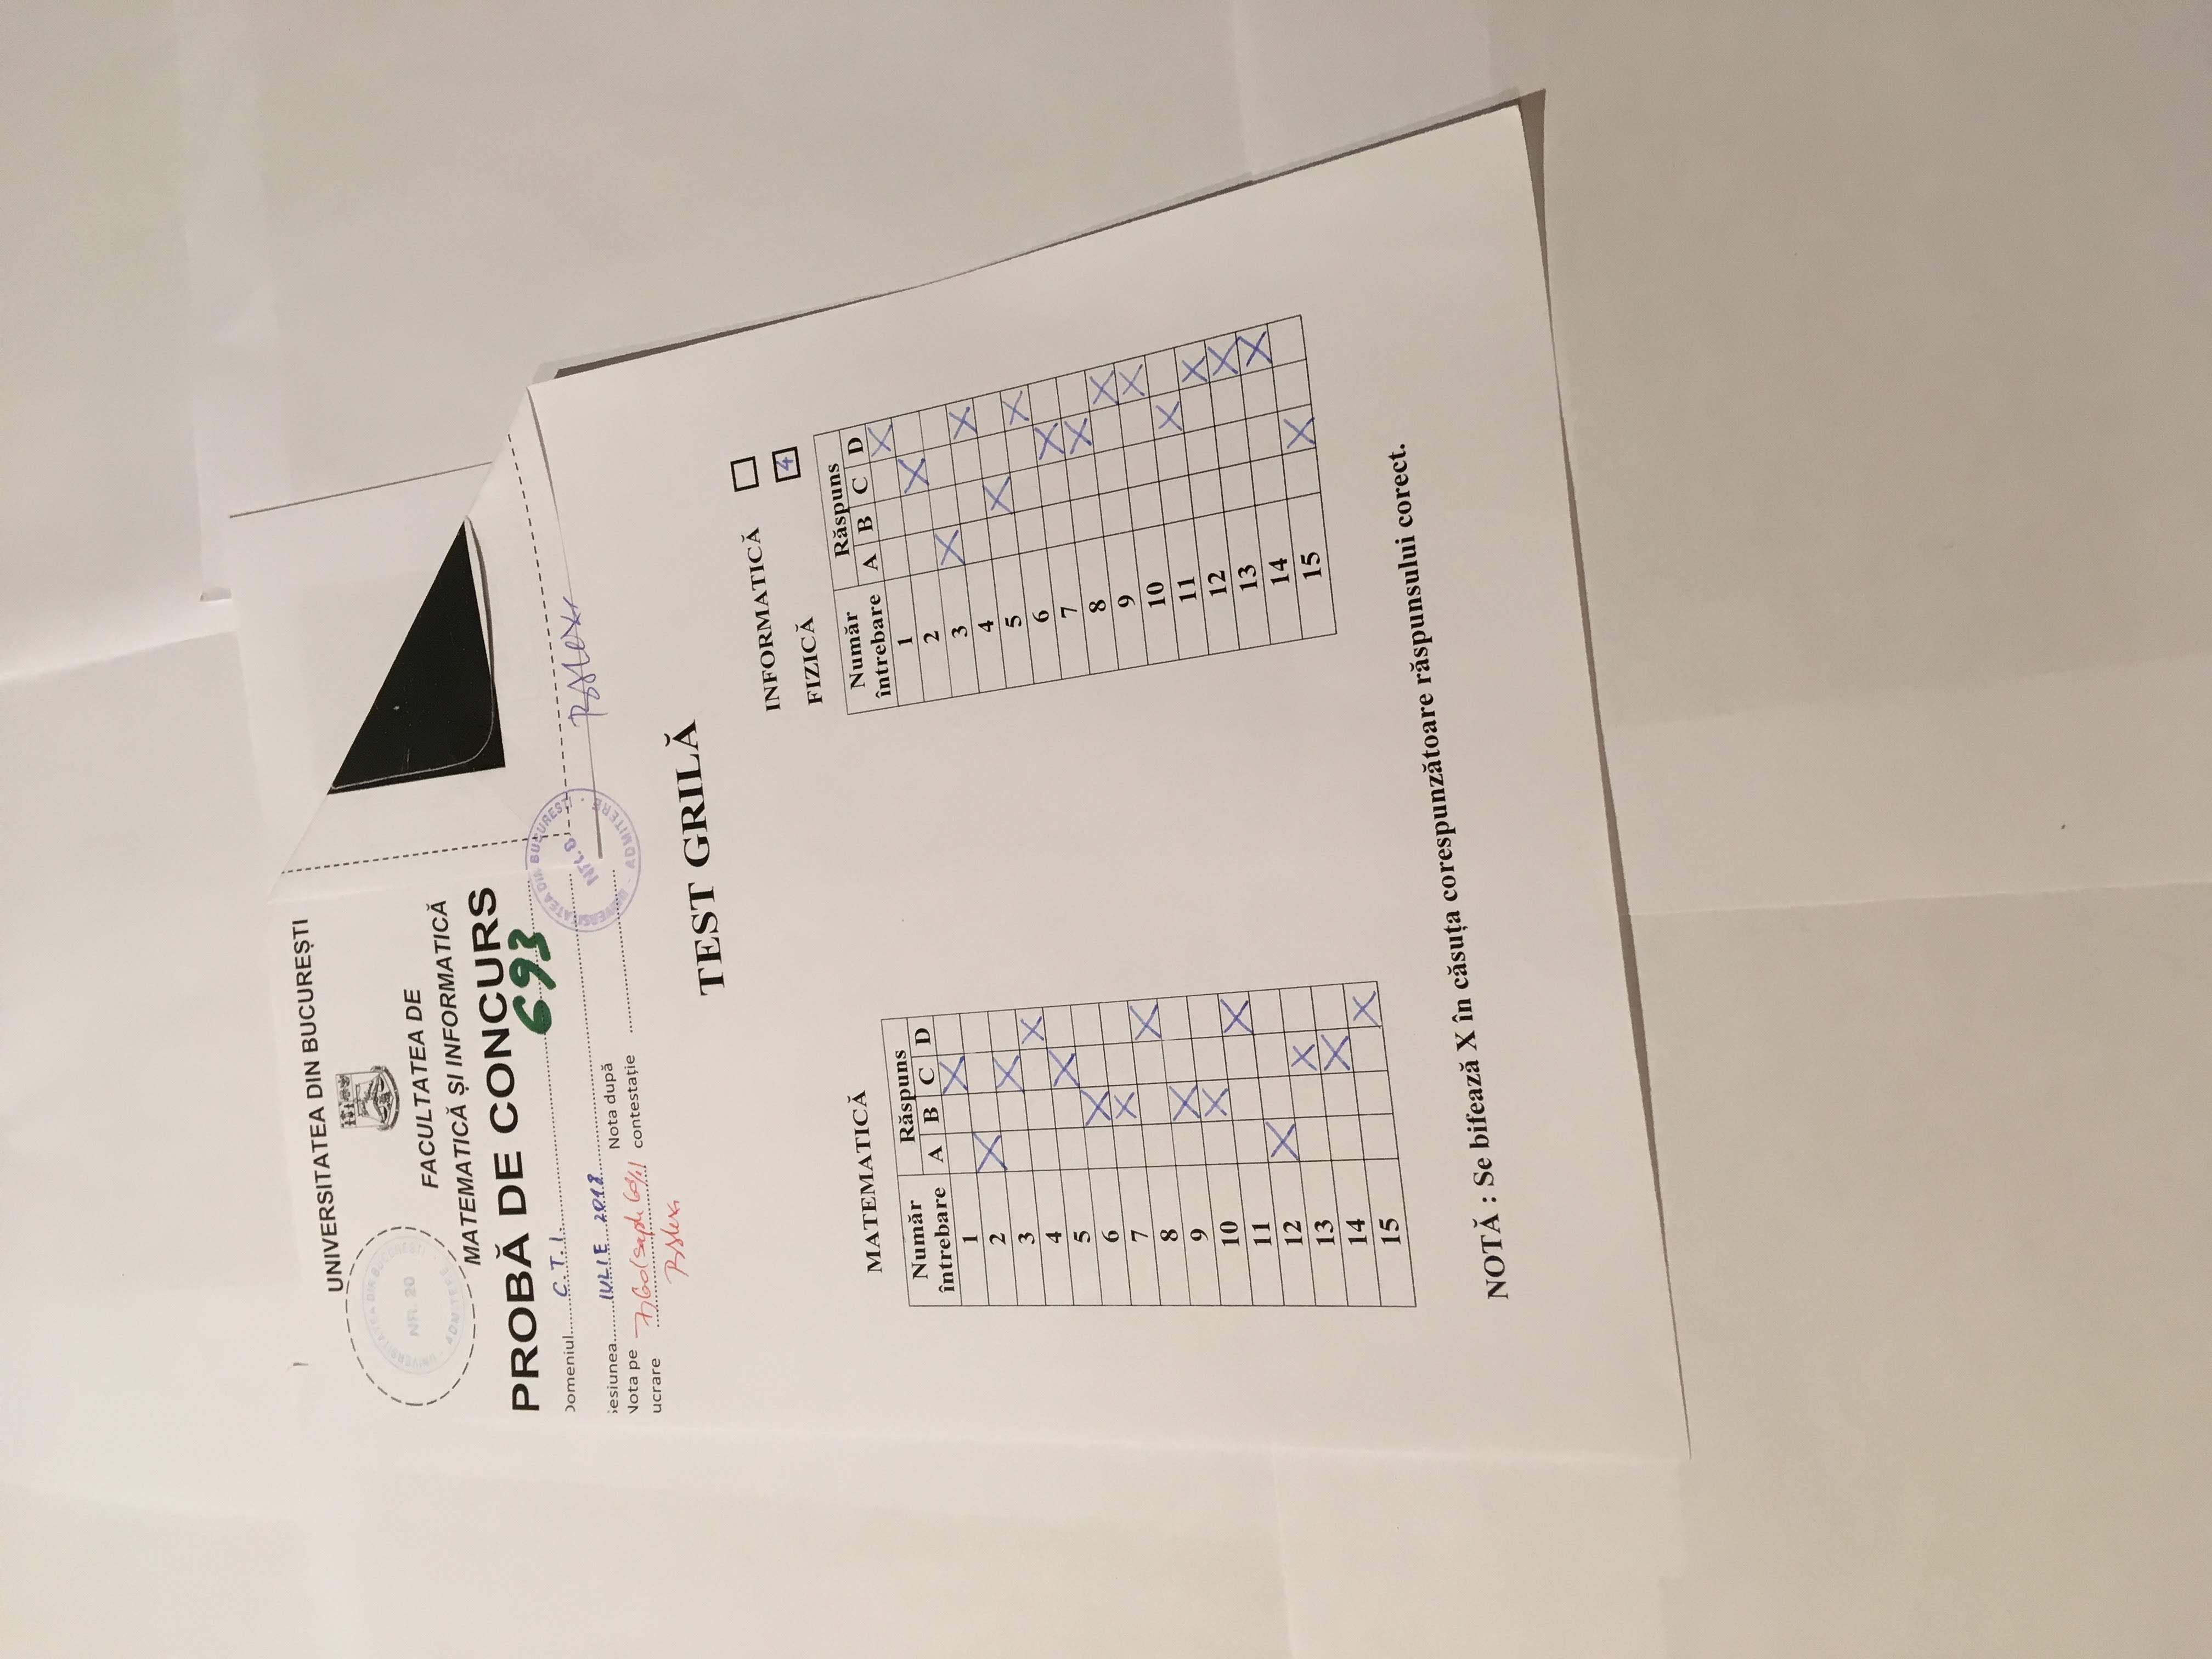 UNIVERSITATEA DIN BUCUREȘTI
UNIVERSITATEA DIN BUCUREȘTI
NR. 20
ADMITERE
FACULTATEA DE
MATEMATICĂ ȘI INFORMATICĂ
PROBĂ DE CONCURS
693
Domeniul C.T.I.
Sesiunea IULIE 2018
Nota pe
ucrare 7,60 (șapte 60%)
Nota după
contestație
UNIVERSITATEA DIN BUCUREȘTI
NR. 8
ADMITERE
TEST GRILĂ
INFORMATICĂ
FIZICĂ 4
MATEMATICĂ
Număr întrebare Răspuns
A B C D
1 X
2 X
3 X
4 X
5 X
6 X
7 X
8 X
9 X
10 X
11 X
12 X
13 X
14 X
15 X
Număr întrebare Răspuns
A B C D
1 X
2 X
3 X
4 X
5 X
6 X
7 X
8 X
9 X
10 X
11 X
12 X
13 X
14 X
15 X
NOTĂ : Se bifează X în căsuța corespunzătoare răspunsului corect.